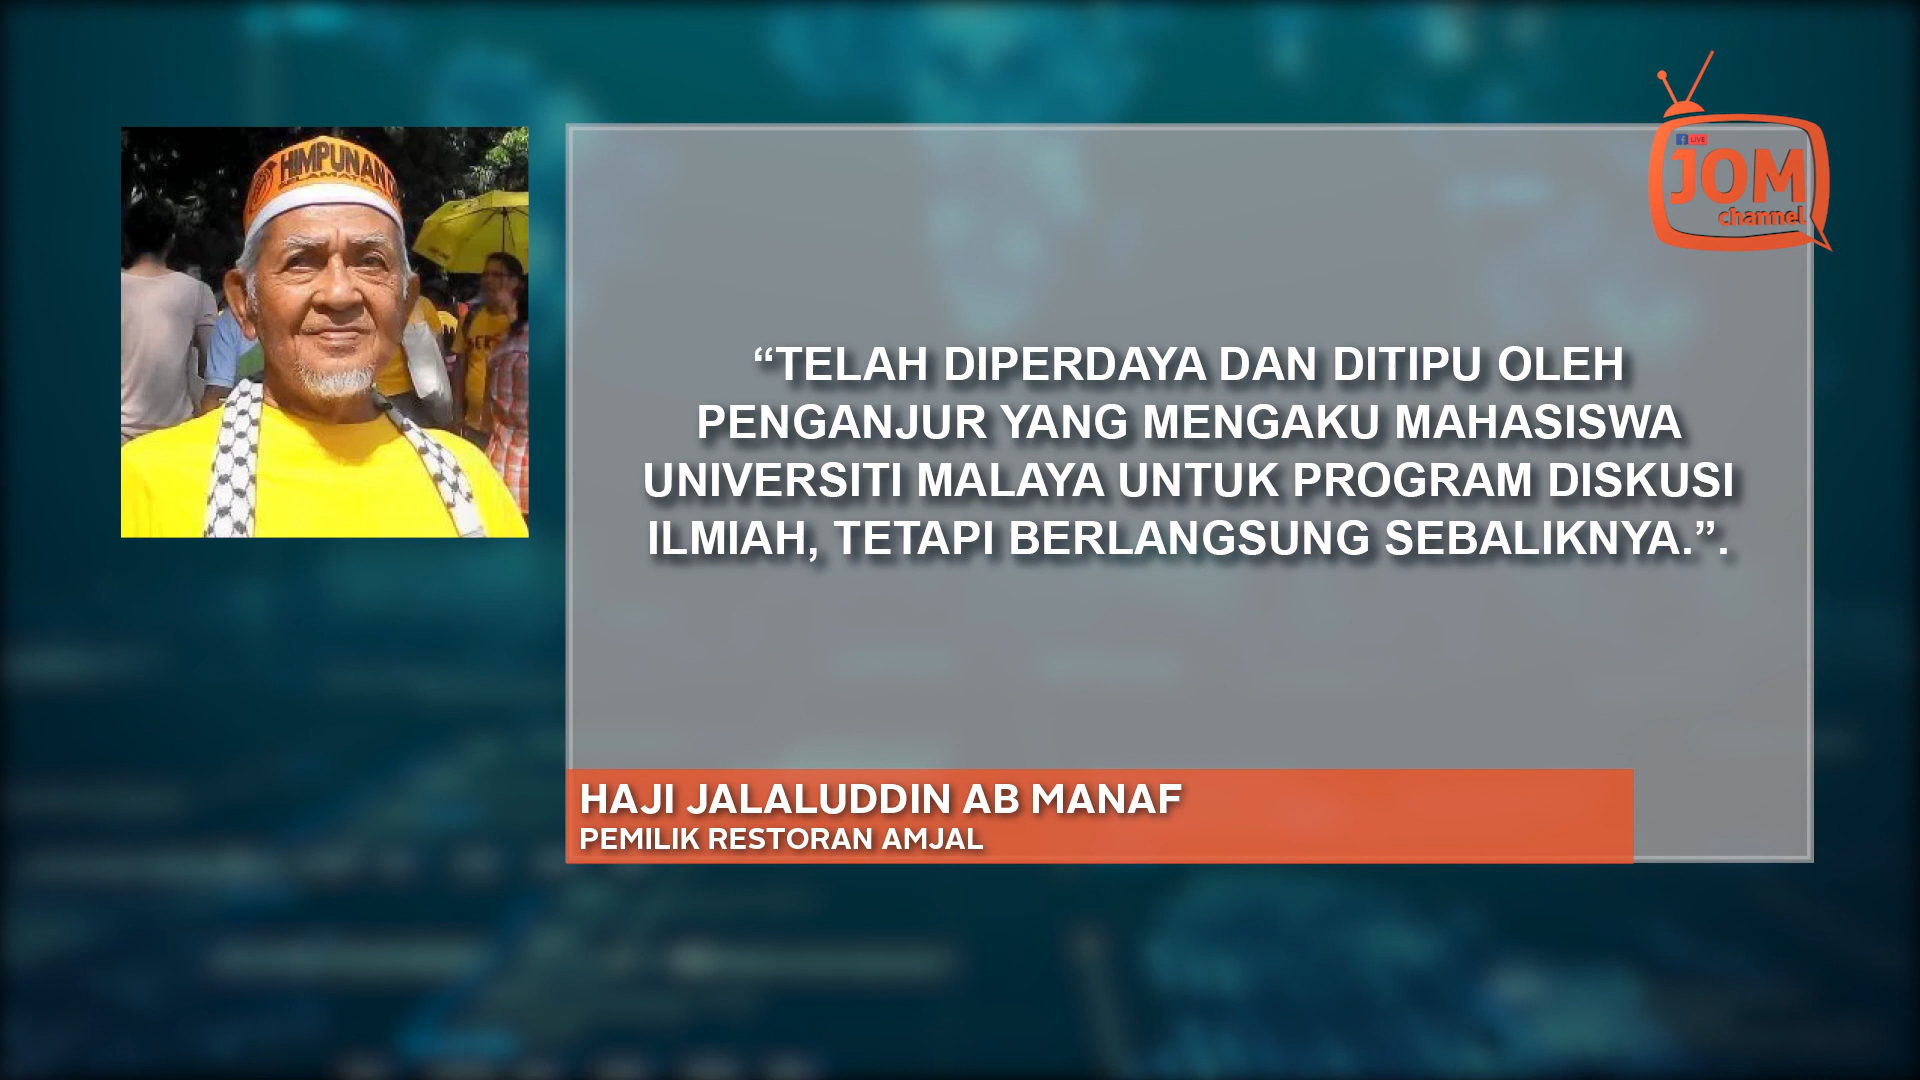 HIMPUNAN
JOM
channel
LIVE
“TELAH DIPERDAYA DAN DITIPU OLEH
PENGANJUR YANG MENGAKU MAHASISWA
UNIVERSITI MALAYA UNTUK PROGRAM DISKUSI
ILMIAH, TETAPI BERLANGSUNG SEBALIKNYA.”.
HAJI JALALUDDIN AB MANAF
PEMILIK RESTORAN AMJAL